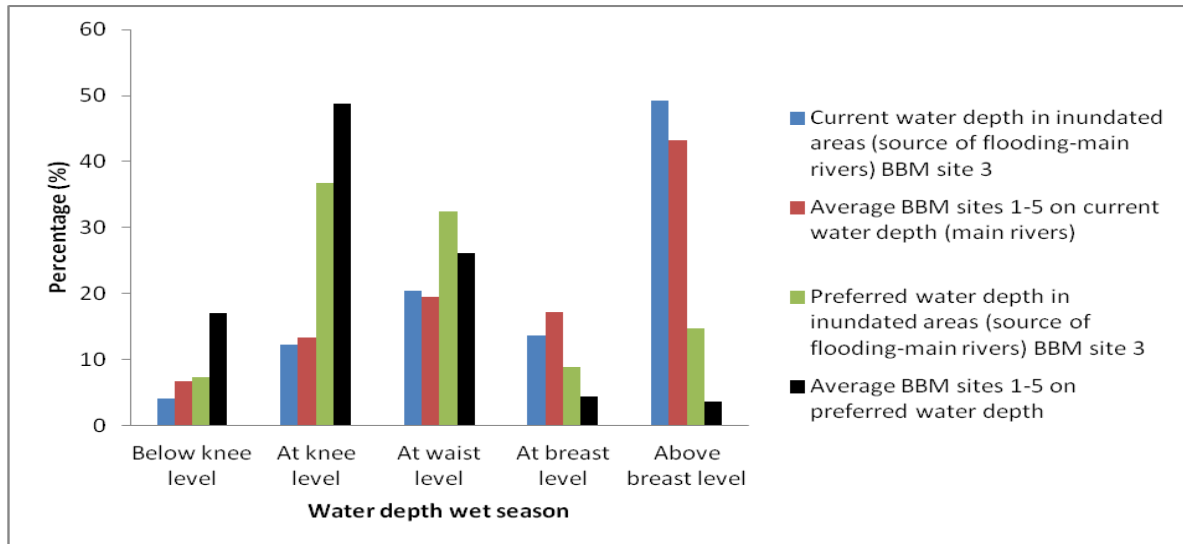 60
50
40
30
20
10
0
Percentage (%)
Below knee
level
At knee
level
At waist
level
At breast
level
Above
breast level
Water depth wet season
Current water depth in inundated
areas (source of flooding-main
rivers) BBM site 3
Average BBM sites 1-5 on current
water depth (main rivers)
Preferred water depth in
inundated areas (source of
flooding-main rivers) BBM site 3
Average BBM sites 1-5 on
preferred water depth